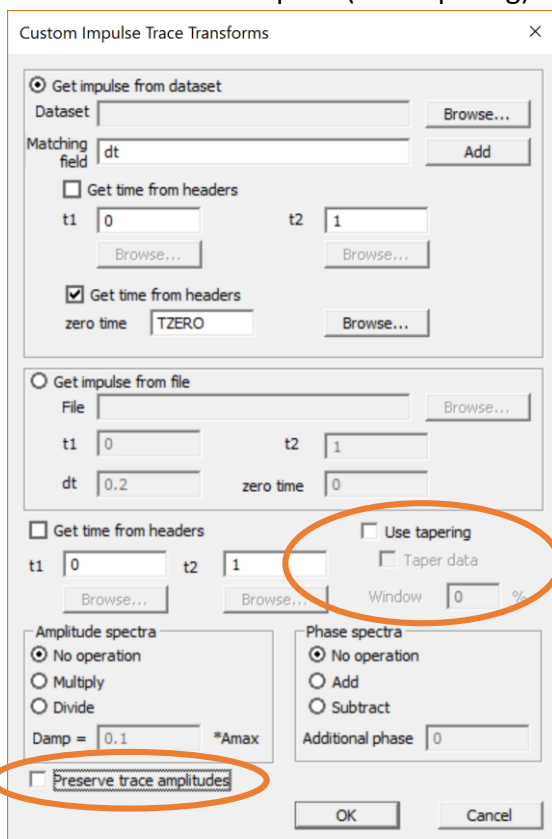 Custom Impulse Trace Transforms
Get impulse from dataset
Dataset Browse...
Matching field dt Add
Get time from headers
t1 0 t2 1
Browse... Browse...
Get time from headers
zero time TZERO Browse...
Get impulse from file
File Browse...
t1 0 t2 1
dt 0.2 zero time 0
Get time from headers Use tapering
t1 0 t2 1 Taper data
Browse... Browse... Window 0 %
Amplitude spectra Phase spectra
No operation No operation
Multiply Add
Divide Subtract
Damp = 0.1 *Amax Additional phase 0
Preserve trace amplitudes
OK Cancel